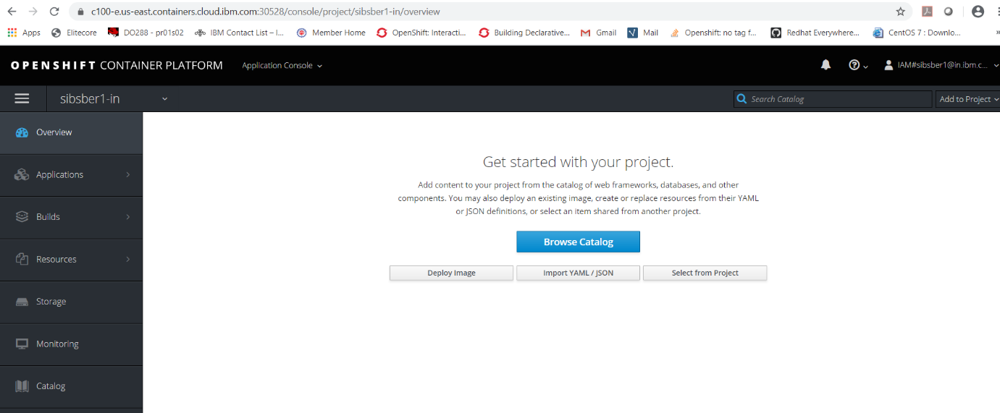 c100-e.us-east.containers.cloud.ibm.com:30528/console/project/sibsber1-in/overview
Apps Elitecore DO288 - pr01s02 IBM Contact List – I... Member Home OpenShift: Interacti... Building Declarative... Gmail Mail Openshift: no tag f... Redhat Everywhere... CentOS 7 : Downlo... »
OPENSHIFT CONTAINER PLATFORM Application Console IAM#sibsber1@in.ibm.c...
sibsber1-in Search Catalog Add to Project
Overview
Applications
Builds
Resources
Storage
Monitoring
Catalog
Get started with your project.
Add content to your project from the catalog of web frameworks, databases, and other
components. You may also deploy an existing image, create or replace resources from their YAML
or JSON definitions, or select an item shared from another project.
Browse Catalog
Deploy Image Import YAML / JSON Select from Project